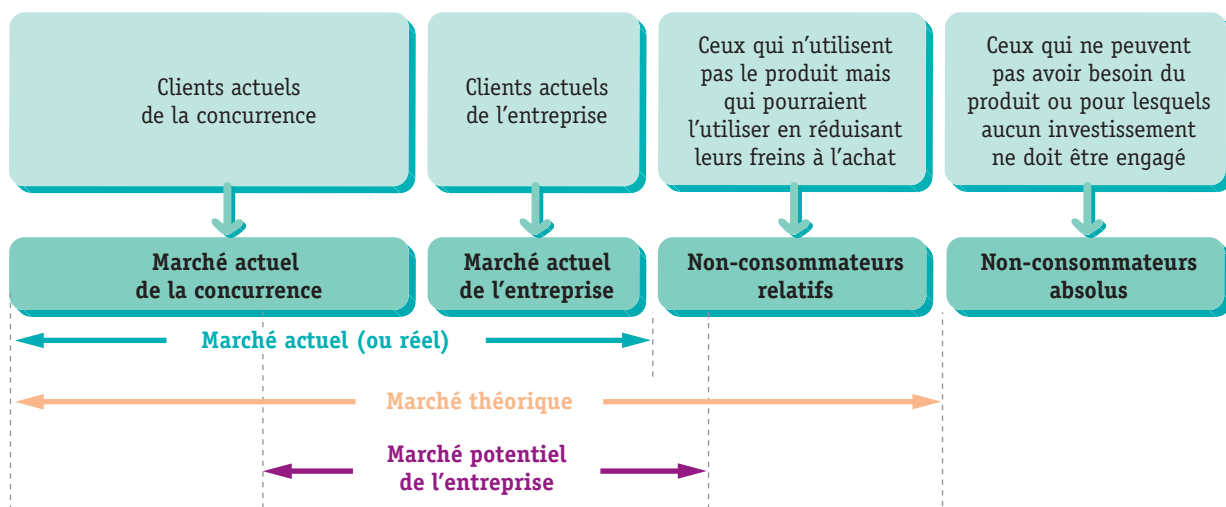 Clients actuels
de la concurrence
Clients actuels
de l'entreprise
Ceux qui n'utilisent
pas le produit mais
qui pourraient
l'utiliser en réduisant
leurs freins à l'achat
Ceux qui ne peuvent
pas avoir besoin du
produit ou pour lesquels
aucun investissement
ne doit être engagé
Marché actuel
de la concurrence
Marché actuel
de l'entreprise
Non-consommateurs
relatifs
Non-consommateurs
absolus
Marché actuel (ou réel)
Marché théorique
Marché potentiel
de l'entreprise